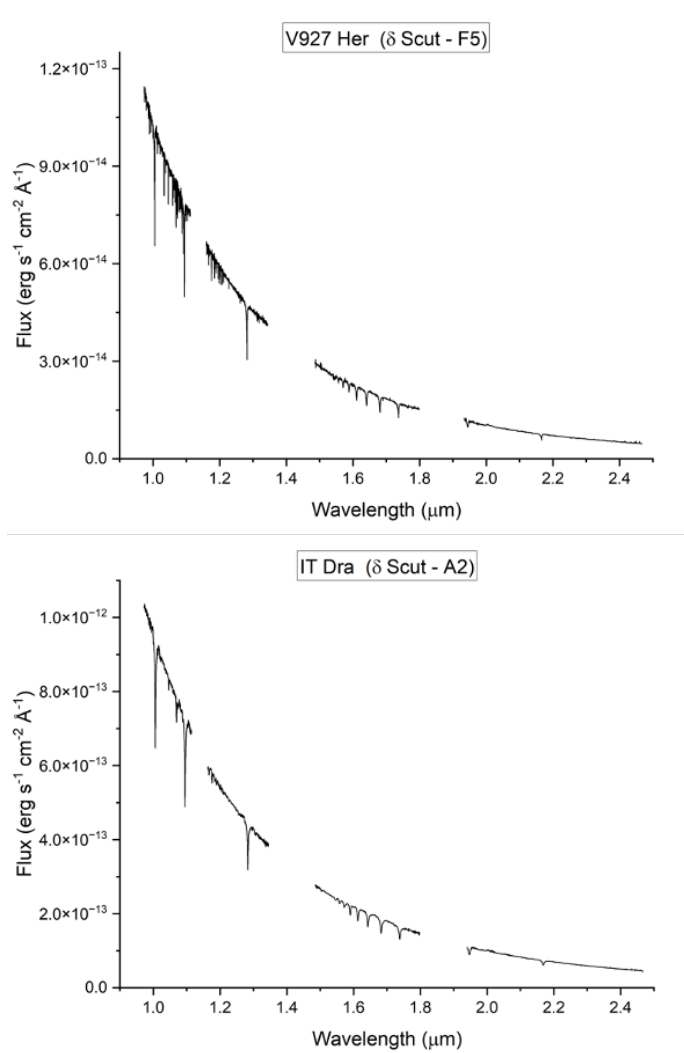 V927 Her (δ Scut - F5)
1.2×10⁻¹³
9.0×10⁻¹⁴
6.0×10⁻¹⁴
3.0×10⁻¹⁴
0.0
Flux (erg s⁻¹ cm⁻² Å⁻¹)
1.0 1.2 1.4 1.6 1.8 2.0 2.2 2.4
Wavelength (μm)
IT Dra (δ Scut - A2)
1.0×10⁻¹²
8.0×10⁻¹³
6.0×10⁻¹³
4.0×10⁻¹³
2.0×10⁻¹³
0.0
Flux (erg s⁻¹ cm⁻² Å⁻¹)
1.0 1.2 1.4 1.6 1.8 2.0 2.2 2.4
Wavelength (μm)